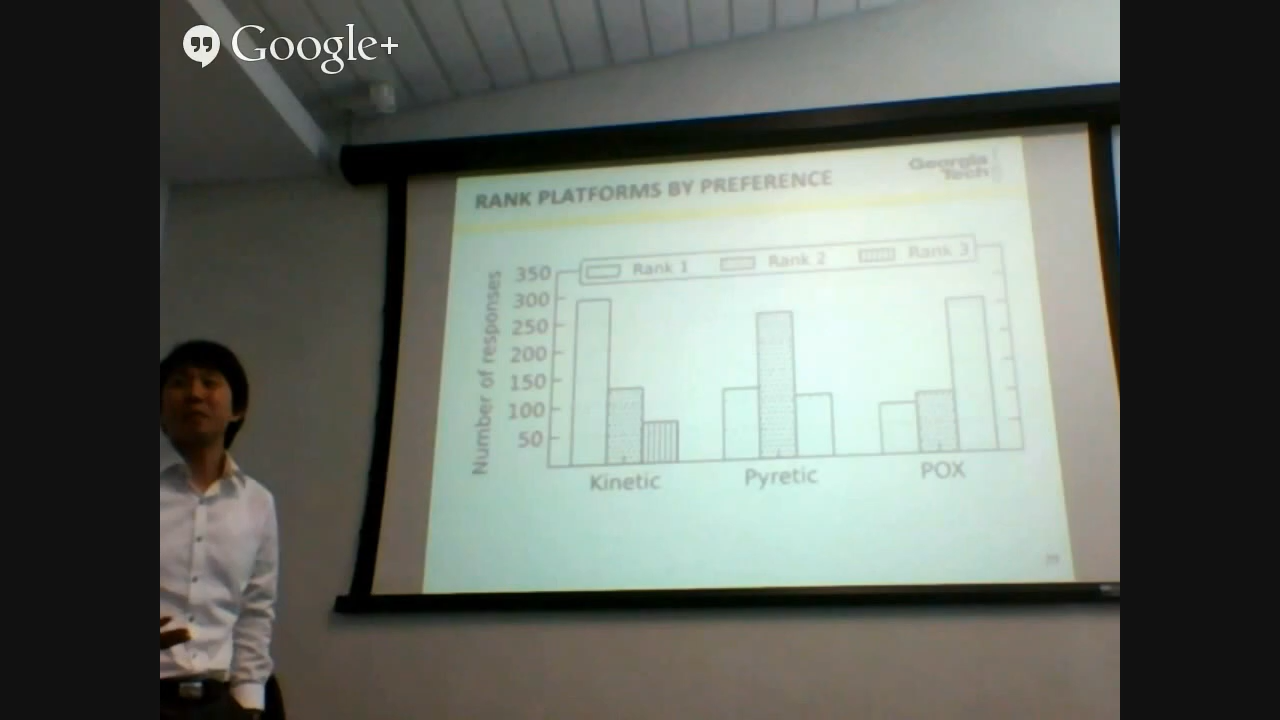 Google+
Georgia
Tech
RANK PLATFORMS BY PREFERENCE
Rank 1 Rank 2 Rank 3
Number of responses
350
300
250
200
150
100
50
Kinetic Pyretic POX